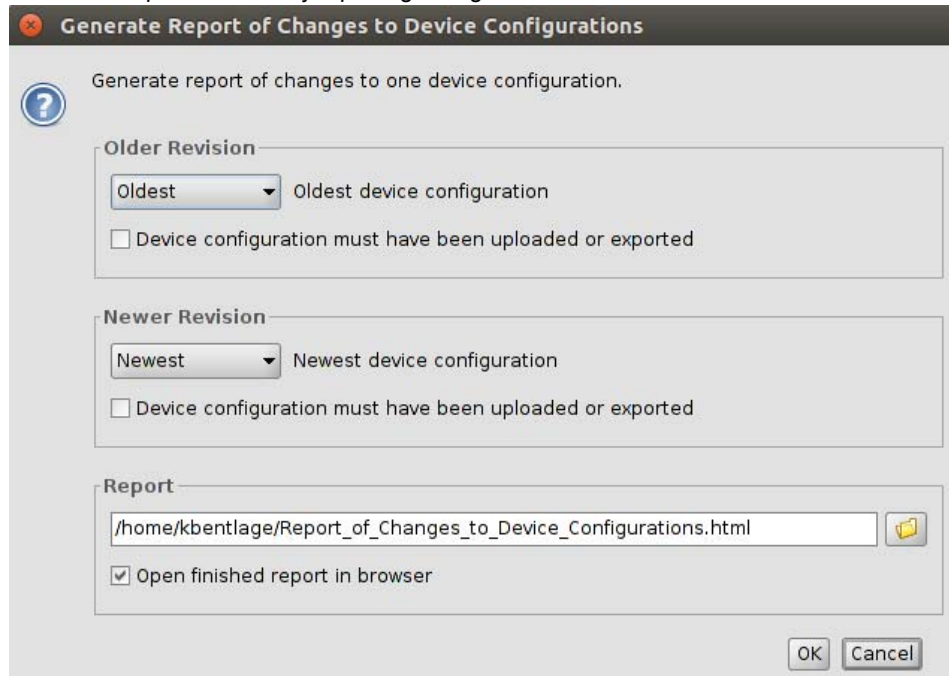 Generate Report of Changes to Device Configurations
Generate report of changes to one device configuration.
Older Revision
Oldest Oldest device configuration
Device configuration must have been uploaded or exported
Newer Revision
Newest Newest device configuration
Device configuration must have been uploaded or exported
Report
/home/kbentlage/Report_of_Changes_to_Device_Configurations.html
Open finished report in browser
OK Cancel